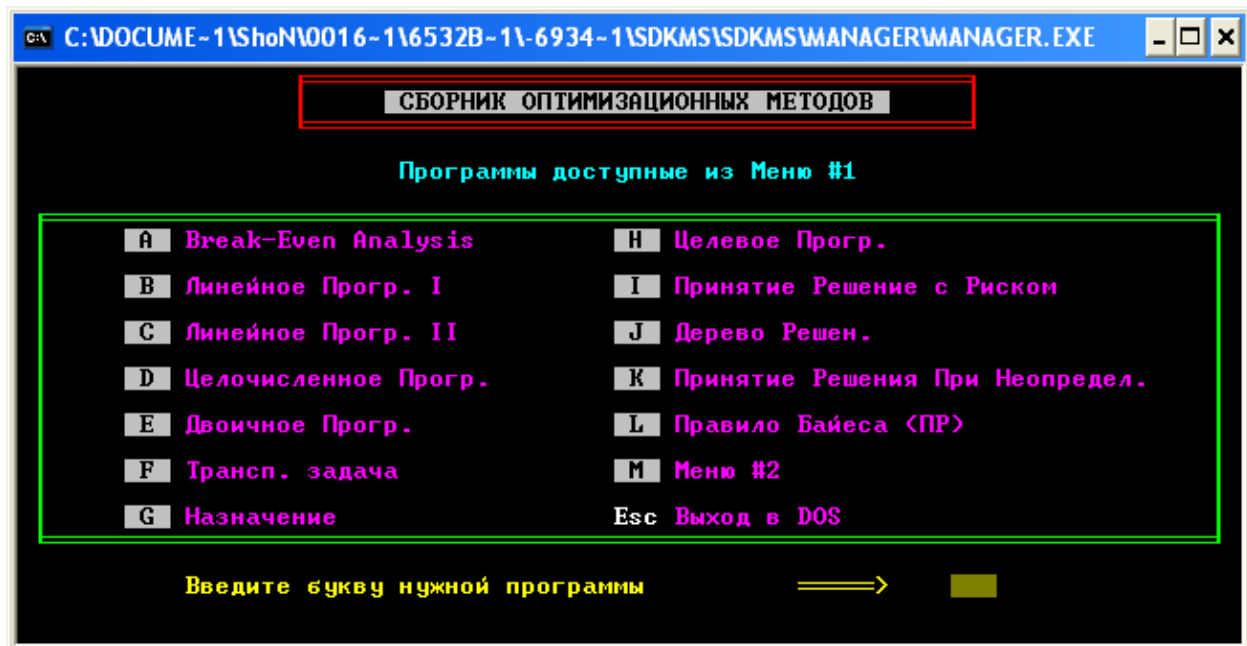 C:\DOCUME~1\ShoN\0016~1\6532B~1\-6934~1\SDKMS\SDKMS\MANAGER\MANAGER.EXE
СБОРНИК ОПТИМИЗАЦИОННЫХ МЕТОДОВ
Программы доступные из Меню #1
A Break-Even Analysis
B Линейное Прогр. I
C Линейное Прогр. II
D Целочисленное Прогр.
E Двоичное Прогр.
F Трансп. задача
G Назначение
H Целевое Прогр.
I Принятие Решение с Риском
J Дерево Решен.
K Принятие Решения При Неопредел.
L Правило Байеса (ПР)
M Меню #2
Esc Выход в DOS
Введите букву нужной программы ====>